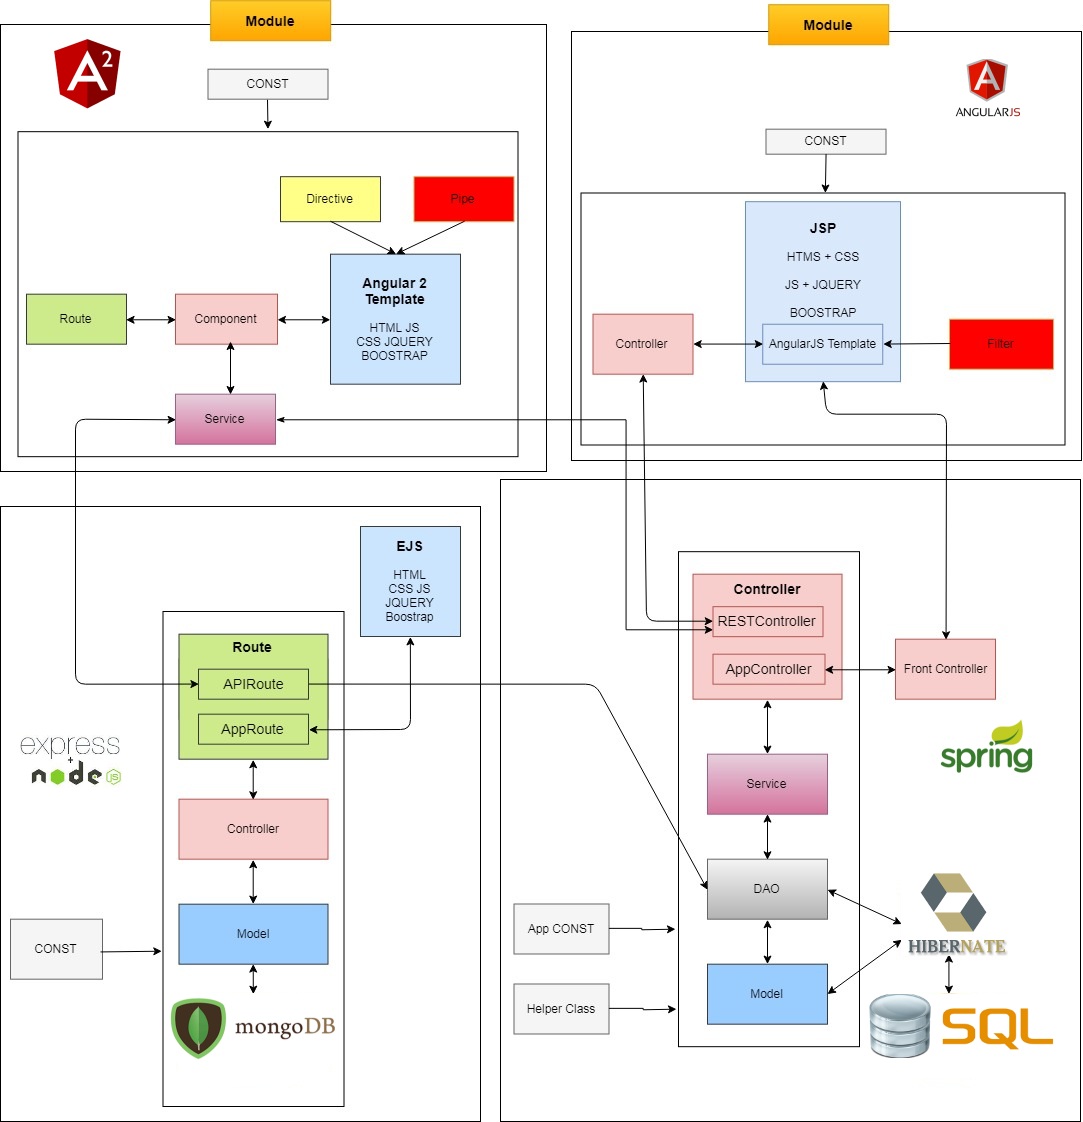 Module
A2
CONST
Directive
Pipe
Angular 2
Template
HTML JS
CSS JQUERY
BOOSTRAP
Route
Component
Service
Module
A
ANGULARJS
CONST
JSP
HTMS + CSS
JS + JQUERY
BOOSTRAP
AngularJS Template
Controller
Filter
EJS
HTML
CSS JS
JQUERY
Boostrap
Route
APIRoute
AppRoute
express
+
node JS
Controller
Model
CONST
mongoDB
Controller
RESTController
AppController
Front Controller
spring
Service
DAO
App CONST
Helper Class
Model
HIBERNATE
SQL